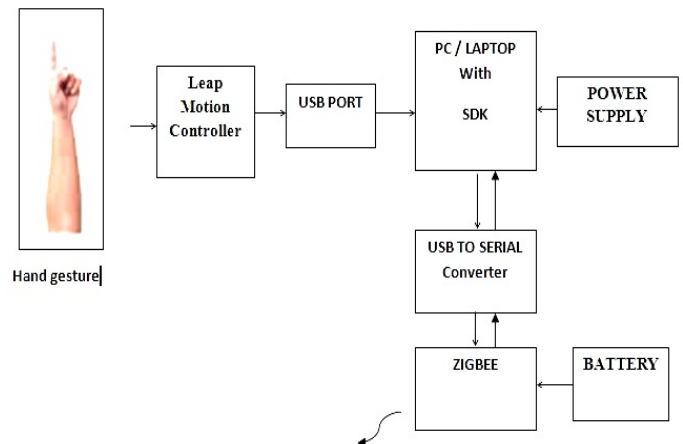 Hand gesture
Leap
Motion
Controller
USB PORT
PC / LAPTOP
With
SDK
POWER
SUPPLY
USB TO SERIAL
Converter
ZIGBEE
BATTERY